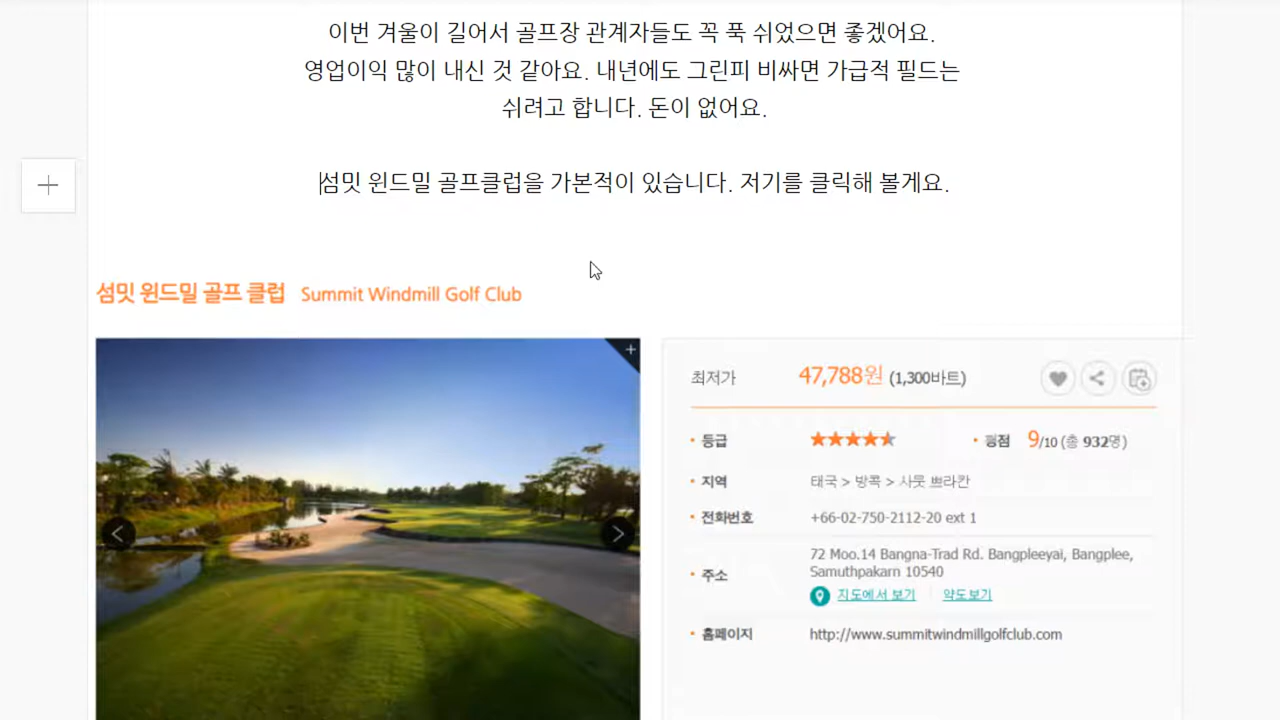 이번 겨울이 길어서 골프장 관계자들도 꼭 푹 쉬었으면 좋겠어요.
영업이익 많이 내신 것 같아요. 내년에도 그린피 비싸면 가급적 필드는
쉬려고 합니다. 돈이 없어요.
섬밋 윈드밀 골프클럽을 가본적이 있습니다. 저기를 클릭해 볼게요.
섬밋 윈드밀 골프 클럽 Summit Windmill Golf Club
최저가 47,788원 (1,300바트)
등급 평점 9/10 (총 932명)
지역 태국 > 방콕 > 사뭇 쁘라칸
전화번호 +66-02-750-2112-20 ext 1
주소 72 Moo.14 Bangna-Trad Rd. Bangpleeyai, Bangplee,
Samuthpakarn 10540
지도에서 보기 약도보기
홈페이지 http://www.summitwindmillgolfclub.com